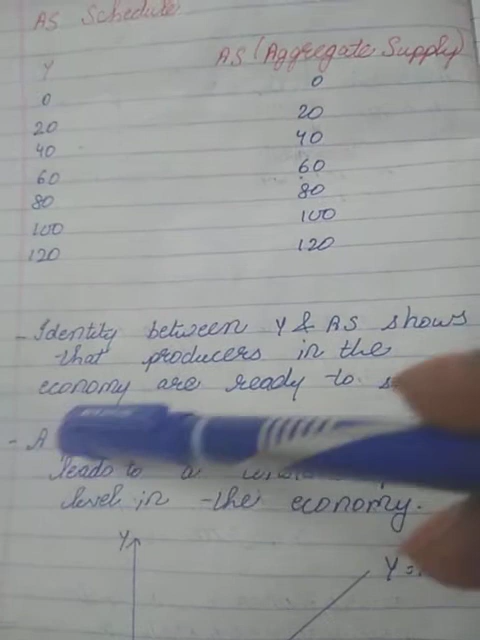 AS Schedule
Y AS (Aggregate Supply)
0 0
20 20
40 40
60 60
80 80
100 100
120 120
- Identity between Y & AS shows
that producers in the
economy are ready to
- A
leads to a
level in the economy.
Y
Y =